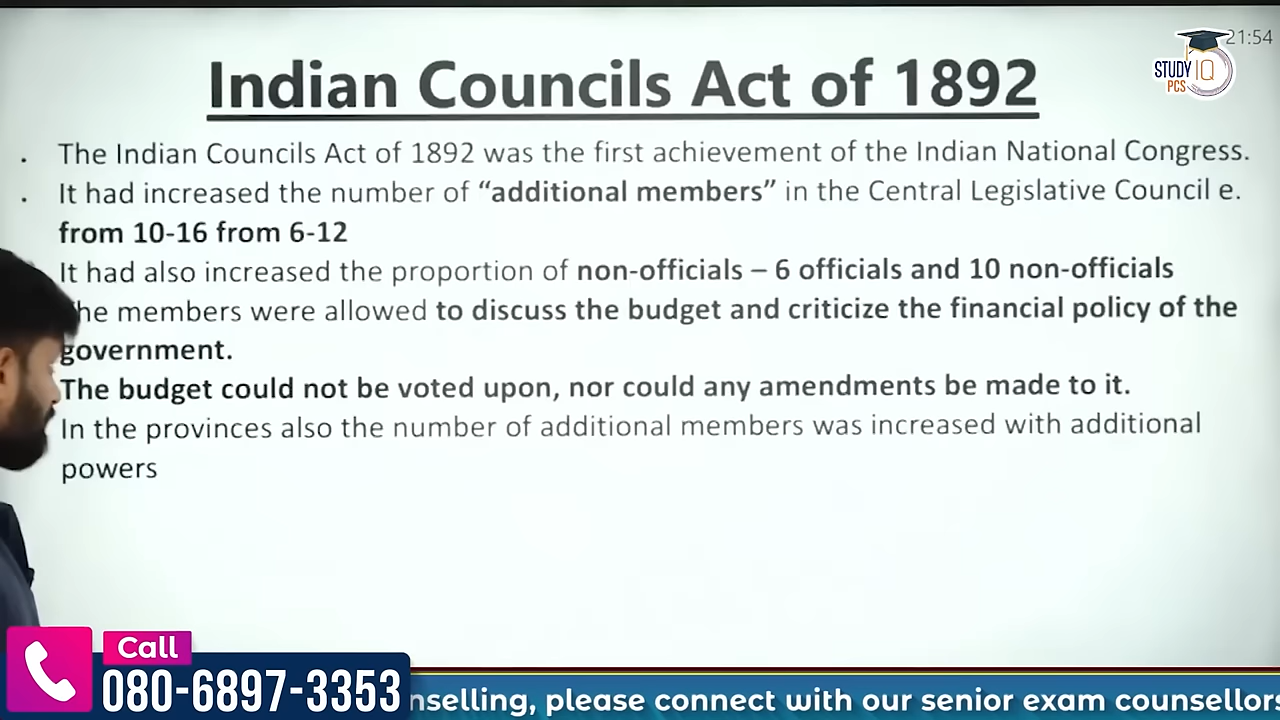 21:54
STUDY IQ
PCS
Indian Councils Act of 1892
. The Indian Councils Act of 1892 was the first achievement of the Indian National Congress.
. It had increased the number of “additional members” in the Central Legislative Council e.
from 10-16 from 6-12
It had also increased the proportion of non-officials – 6 officials and 10 non-officials
he members were allowed to discuss the budget and criticize the financial policy of the
government.
The budget could not be voted upon, nor could any amendments be made to it.
In the provinces also the number of additional members was increased with additional
powers
Call
080-6897-3353
nselling, please connect with our senior exam counsellors